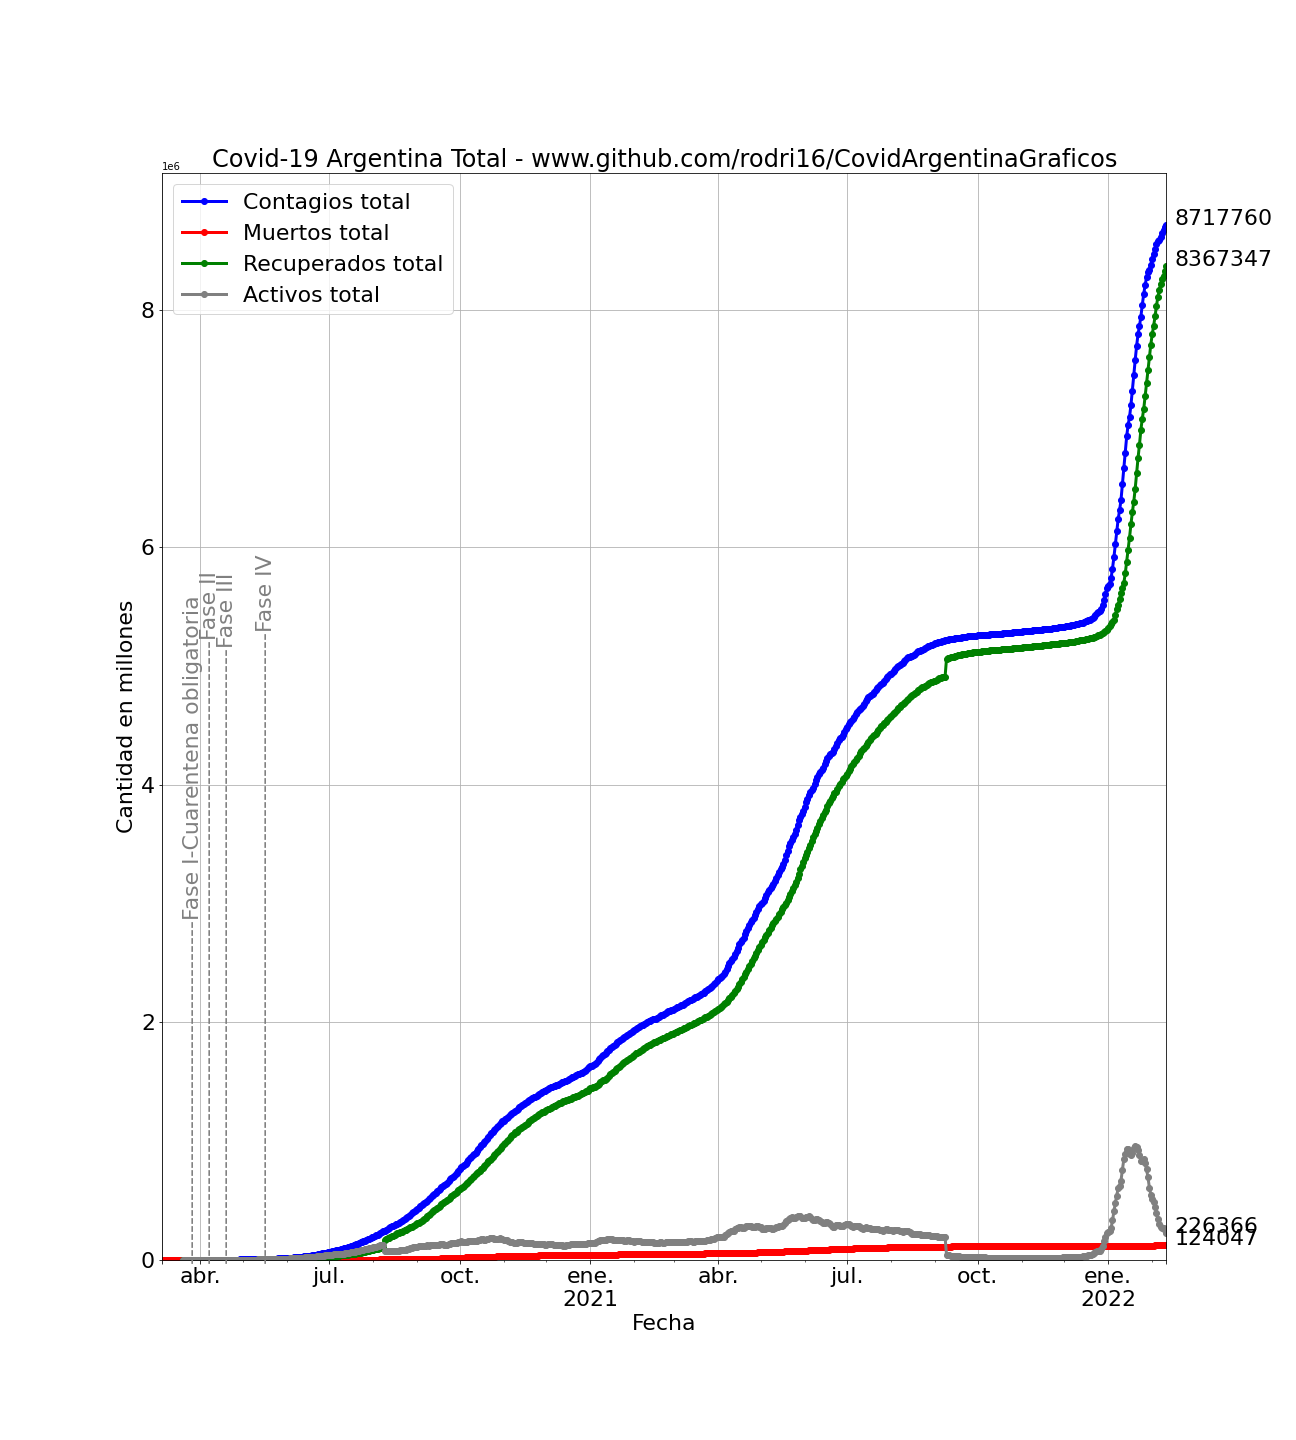 Covid-19 Argentina Total - www.github.com/rodri16/CovidArgentinaGraficos
1e6
Contagios total
Muertos total
Recuperados total
Activos total
8717760
8367347
226366
124047
8
6
4
2
0
Cantidad en millones
Fase I-Cuarentena obligatoria
Fase II
Fase III
Fase IV
abr.
jul.
oct.
ene.
2021
abr.
jul.
oct.
ene.
2022
Fecha